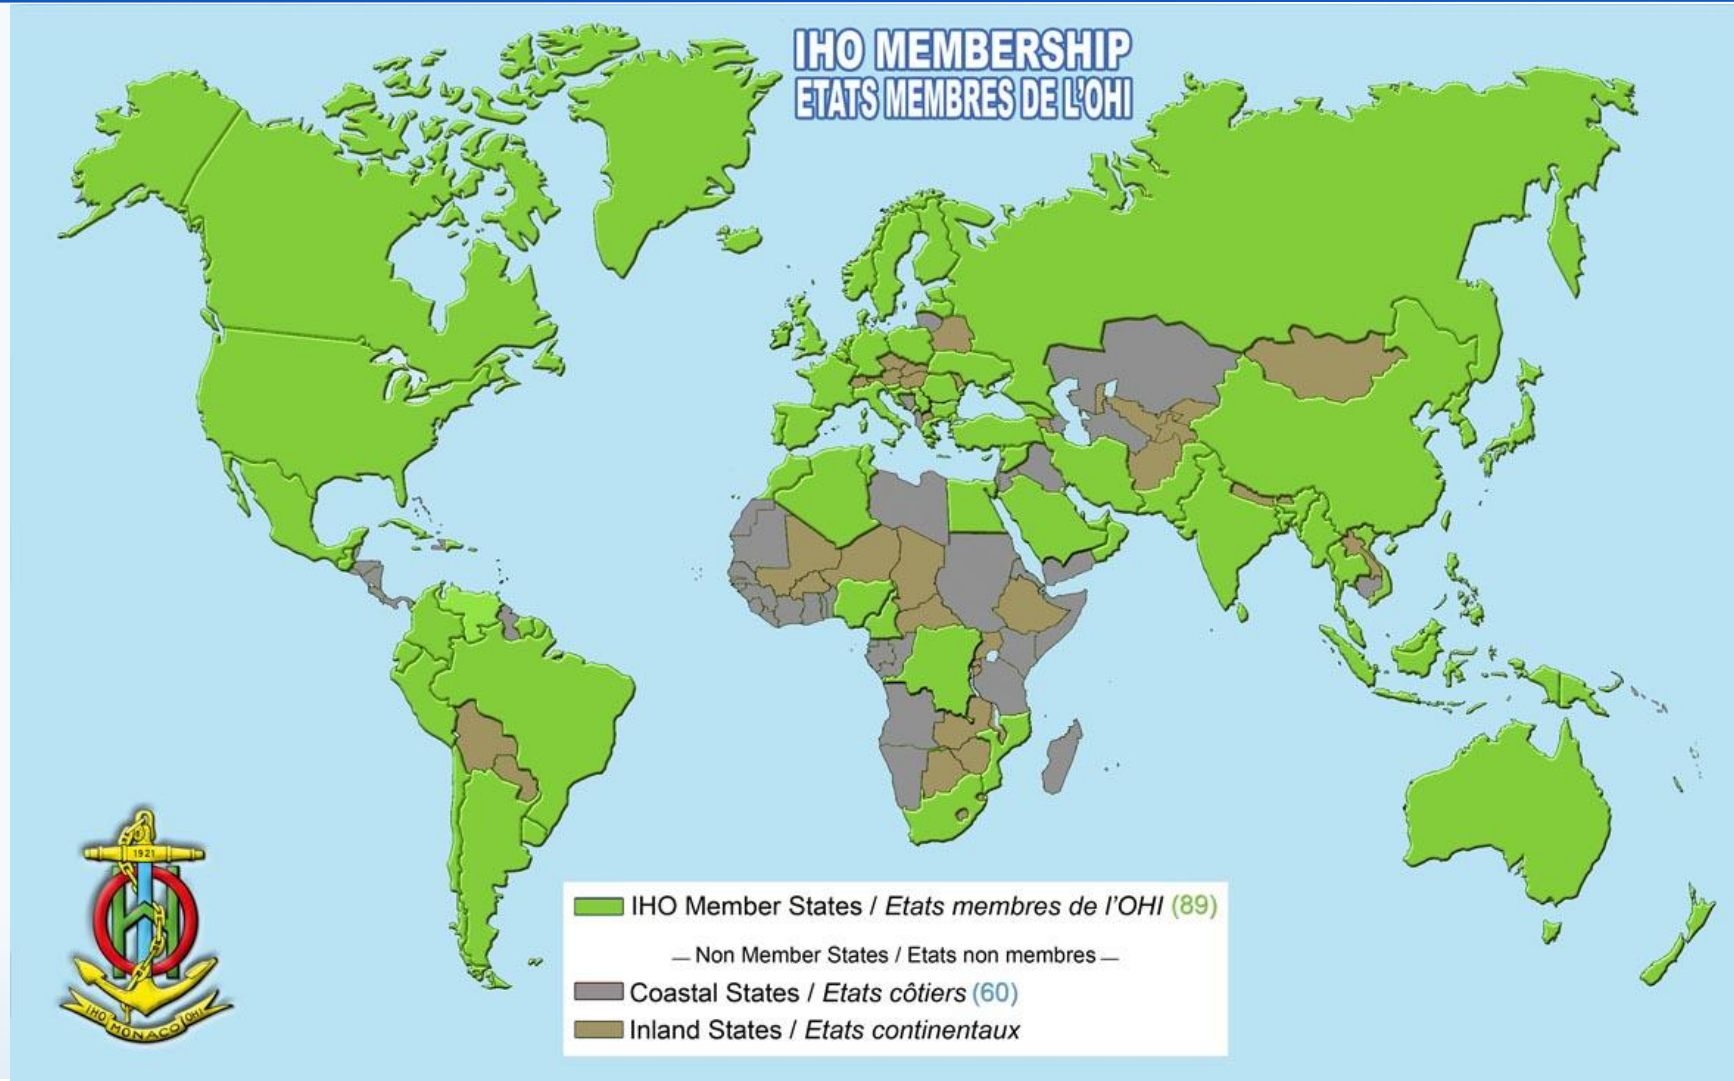 IHO MEMBERSHIP
ETATS MEMBRES DE L'OHI
1921
IHO MONACO OHI
IHO Member States / Etats membres de l'OHI (89)
— Non Member States / Etats non membres —
Coastal States / Etats côtiers (60)
Inland States / Etats continentaux